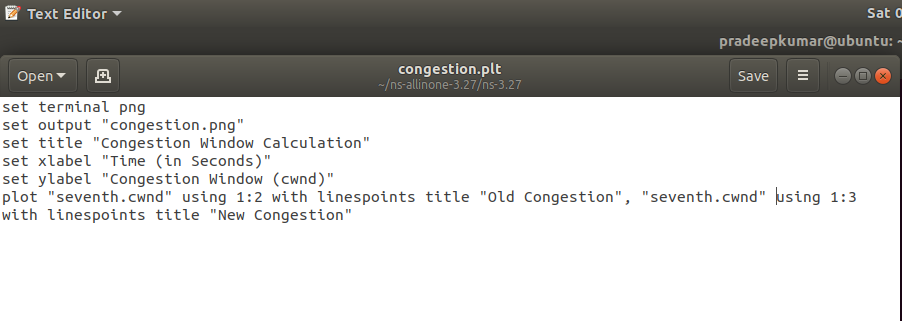 Text Editor
Sat 0
pradeepkumar@ubuntu: ~
Open
congestion.plt
~/ns-allinone-3.27/ns-3.27
Save
set terminal png
set output "congestion.png"
set title "Congestion Window Calculation"
set xlabel "Time (in Seconds)"
set ylabel "Congestion Window (cwnd)"
plot "seventh.cwnd" using 1:2 with linespoints title "Old Congestion", "seventh.cwnd" using 1:3
with linespoints title "New Congestion"